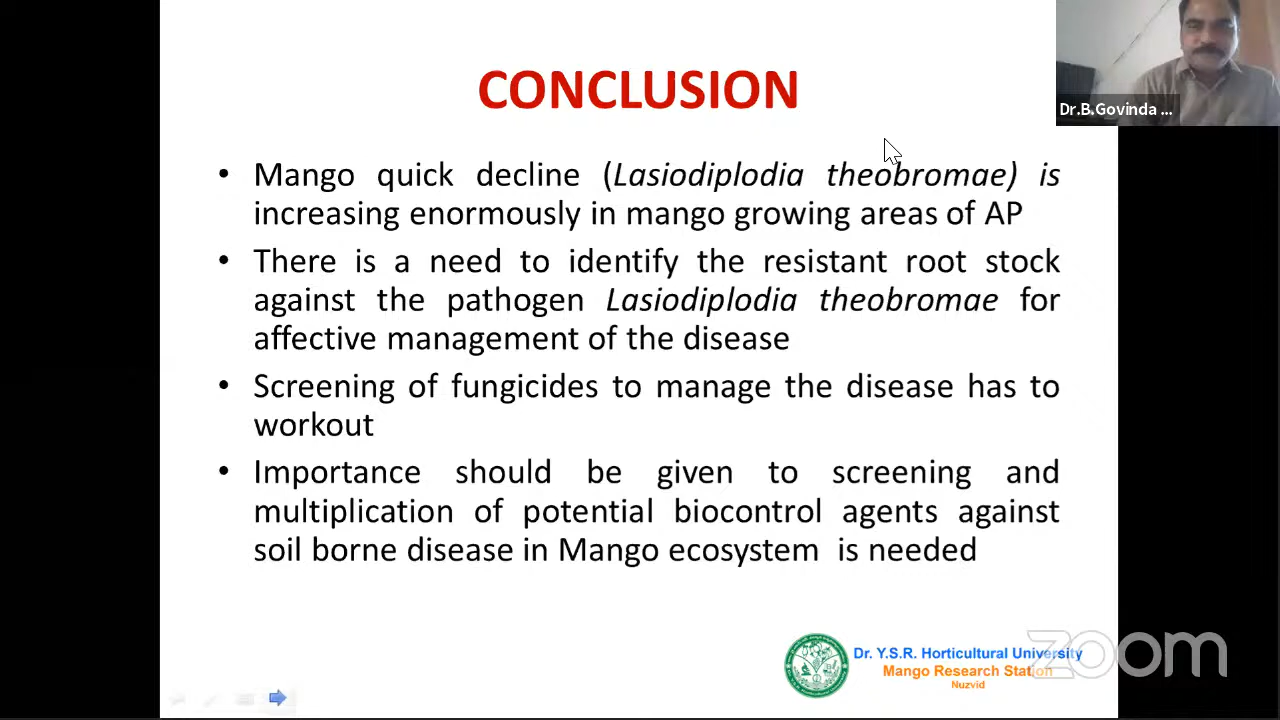 CONCLUSION
Dr.B.Govinda ...
• Mango quick decline (Lasiodiplodia theobromae) is
increasing enormously in mango growing areas of AP
• There is a need to identify the resistant root stock
against the pathogen Lasiodiplodia theobromae for
affective management of the disease
• Screening of fungicides to manage the disease has to
workout
• Importance should be given to screening and
multiplication of potential biocontrol agents against
soil borne disease in Mango ecosystem is needed
Dr. Y.S.R. Horticultural University
Mango Research Station
Nuzvid
zoom